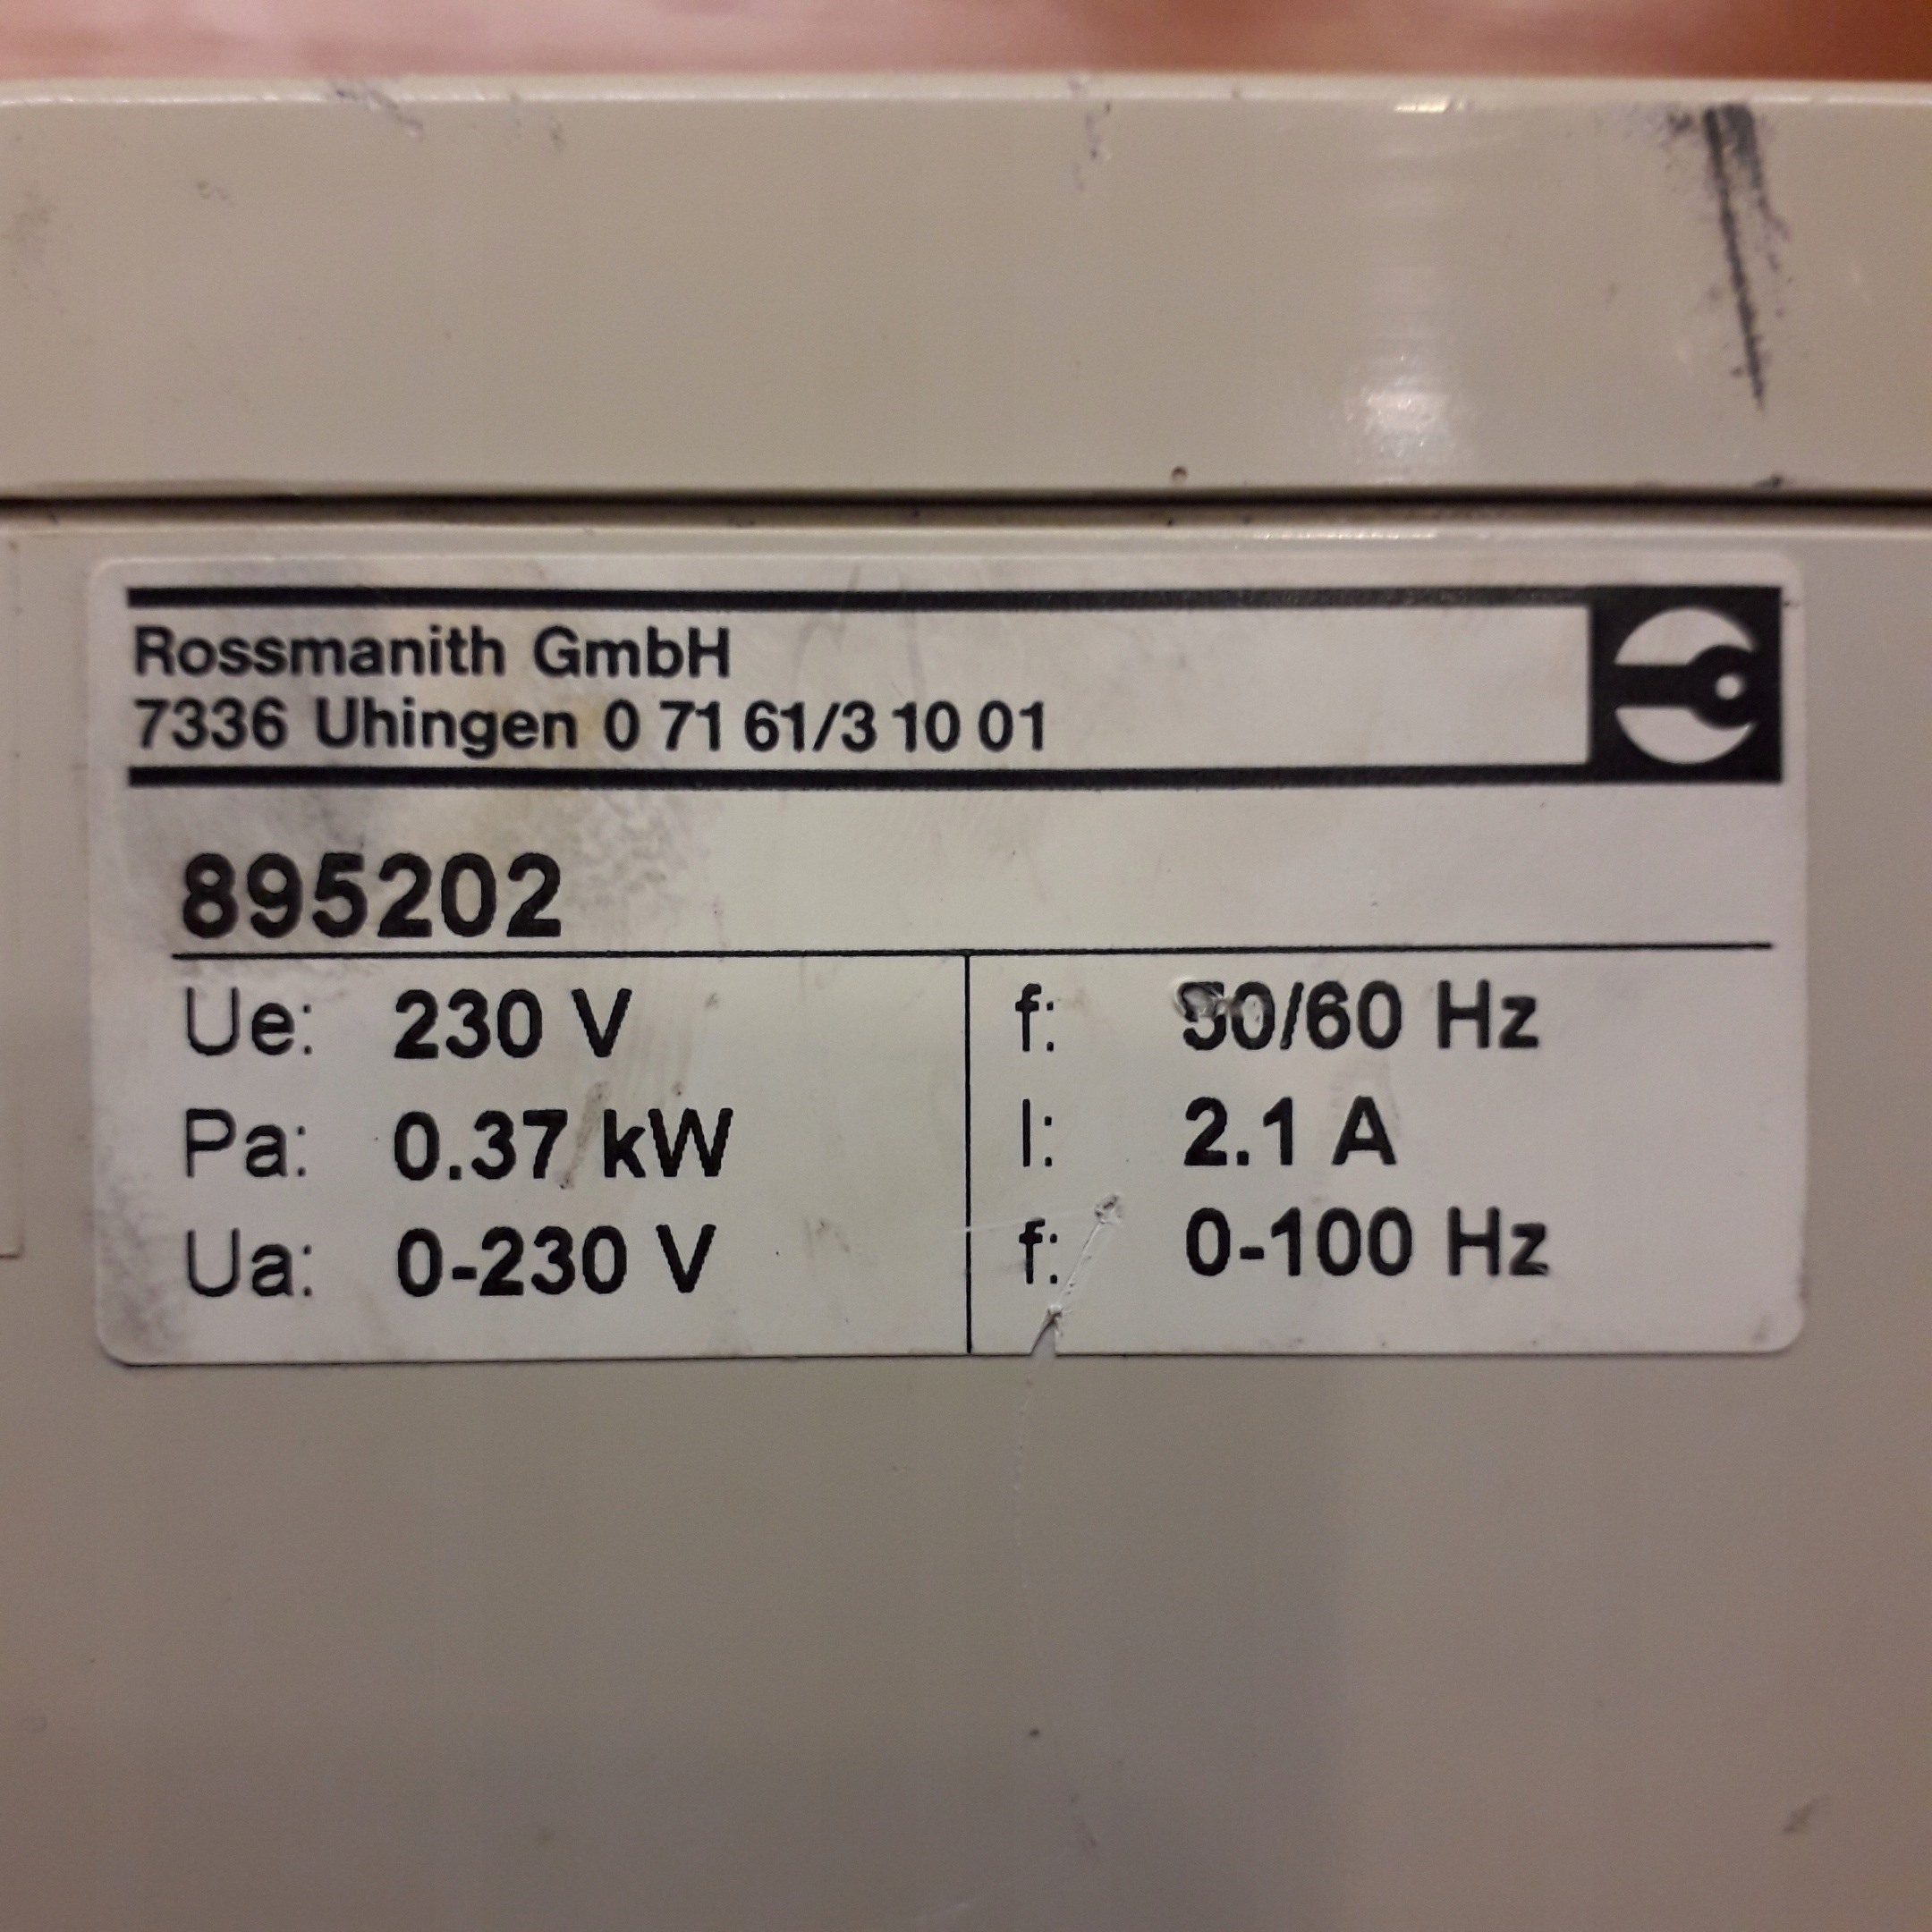 Rossmanith GmbH
7336 Uhingen 0 71 61/3 10 01
895202
Ue: 230 V f: 50/60 Hz
Pa: 0.37 kW I: 2.1 A
Ua: 0-230 V f: 0-100 Hz